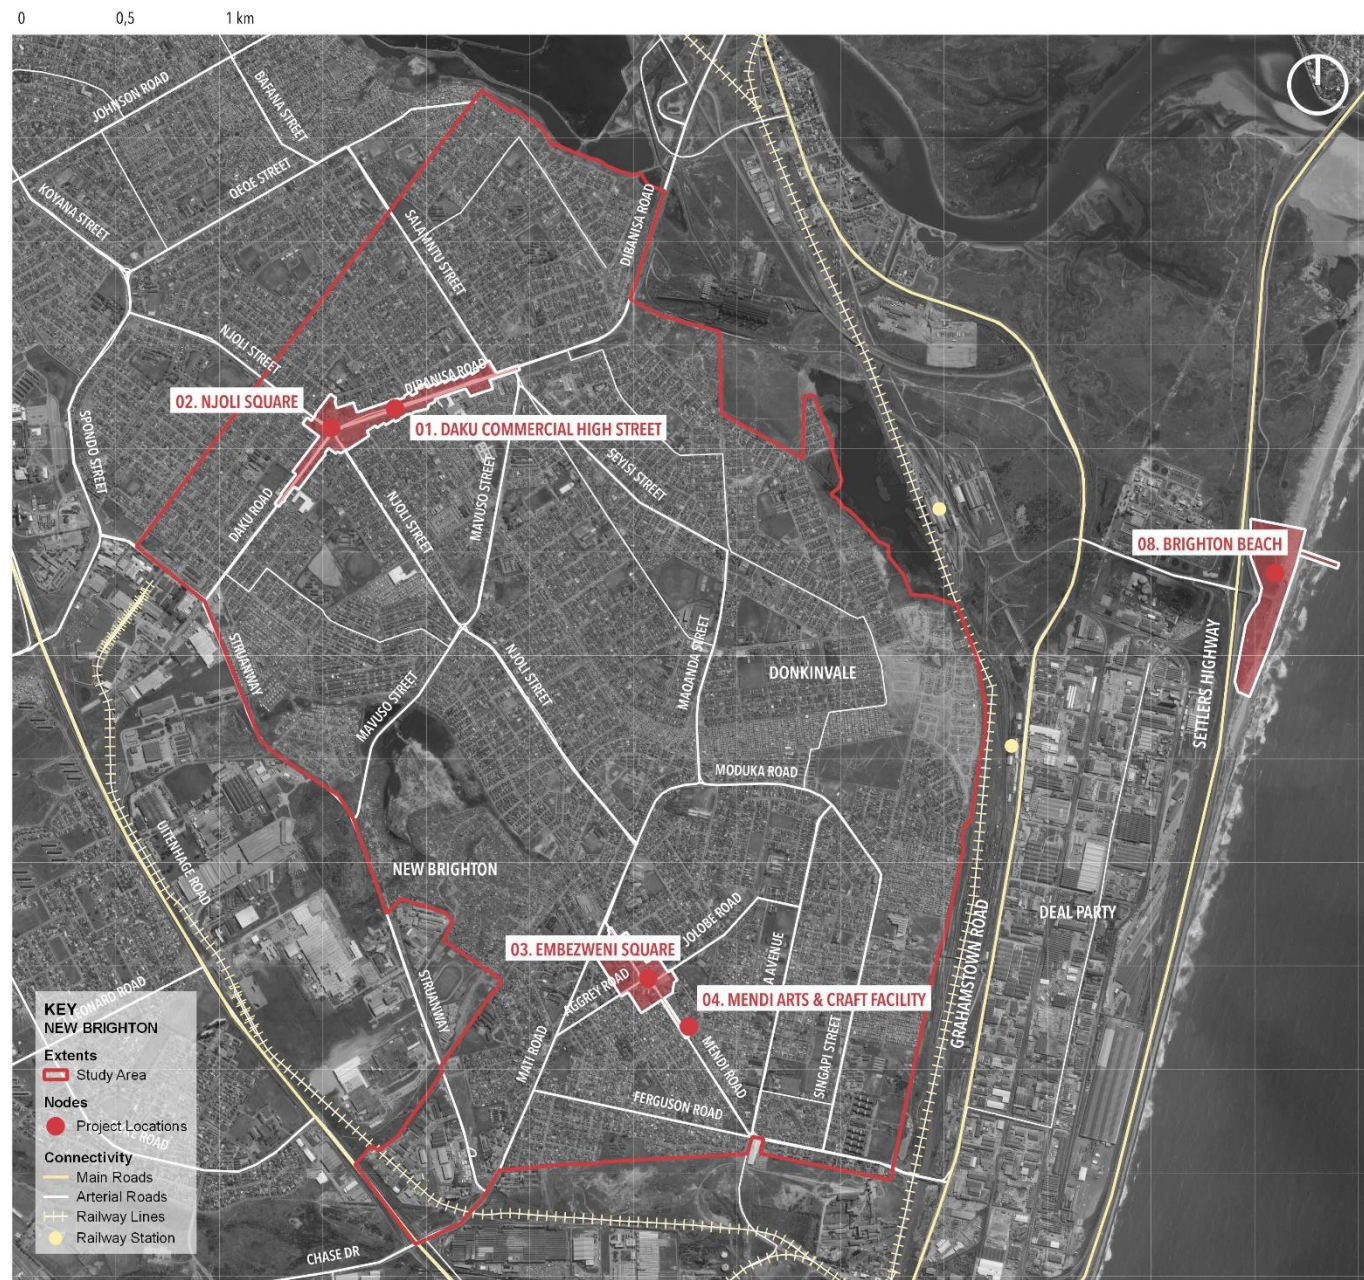 0 0,5 1 km
JOHNSON ROAD
BAFANA STREET
QEQE STREET
KOYANA STREET
SALAMNTU STREET
DIBANISA ROAD
NJOLI STREET
DIBANISA ROAD
02. NJOLI SQUARE
01. DAKU COMMERCIAL HIGH STREET
SPONDO STREET
DAKU ROAD
NJOLI STREET
MAVUSO STREET
SEYISI STREET
08. BRIGHTON BEACH
STRUANWAY
MAVUSO STREET
NJOLI STREET
MAQANDA STREET
DONKINVALE
SETTLERS HIGHWAY
MODUKA ROAD
UITENHAGE ROAD
NEW BRIGHTON
DEAL PARTY
JOLOBE ROAD
03. EMBEZWENI SQUARE
A AVENUE
GRAHAMSTOWN ROAD
AGGREY ROAD
04. MENDI ARTS & CRAFT FACILITY
STRUANWAY
MATI ROAD
MENDI ROAD
SINGAPI STREET
FERGUSON ROAD
ONARD ROAD
KEY
NEW BRIGHTON
Extents
Study Area
Nodes
Project Locations
ROAD
Connectivity
Main Roads
Arterial Roads
Railway Lines
Railway Station
CHASE DR